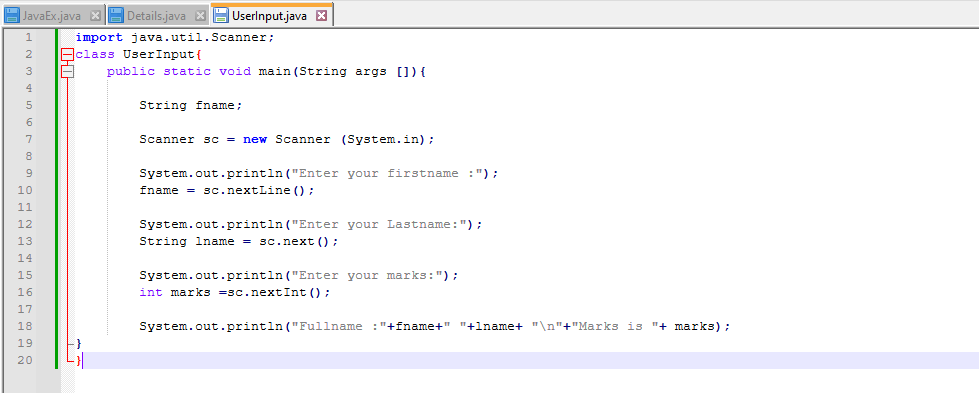 JavaEx.java Details.java UserInput.java
1 import java.util.Scanner;
2 class UserInput{
3 public static void main(String args []){
4
5 String fname;
6
7 Scanner sc = new Scanner (System.in);
8
9 System.out.println("Enter your firstname :");
10 fname = sc.nextLine();
11
12 System.out.println("Enter your Lastname:");
13 String lname = sc.next();
14
15 System.out.println("Enter your marks:");
16 int marks =sc.nextInt();
17
18 System.out.println("Fullname :"+fname+" "+lname+ "\n"+"Marks is "+ marks);
19 }
20 }